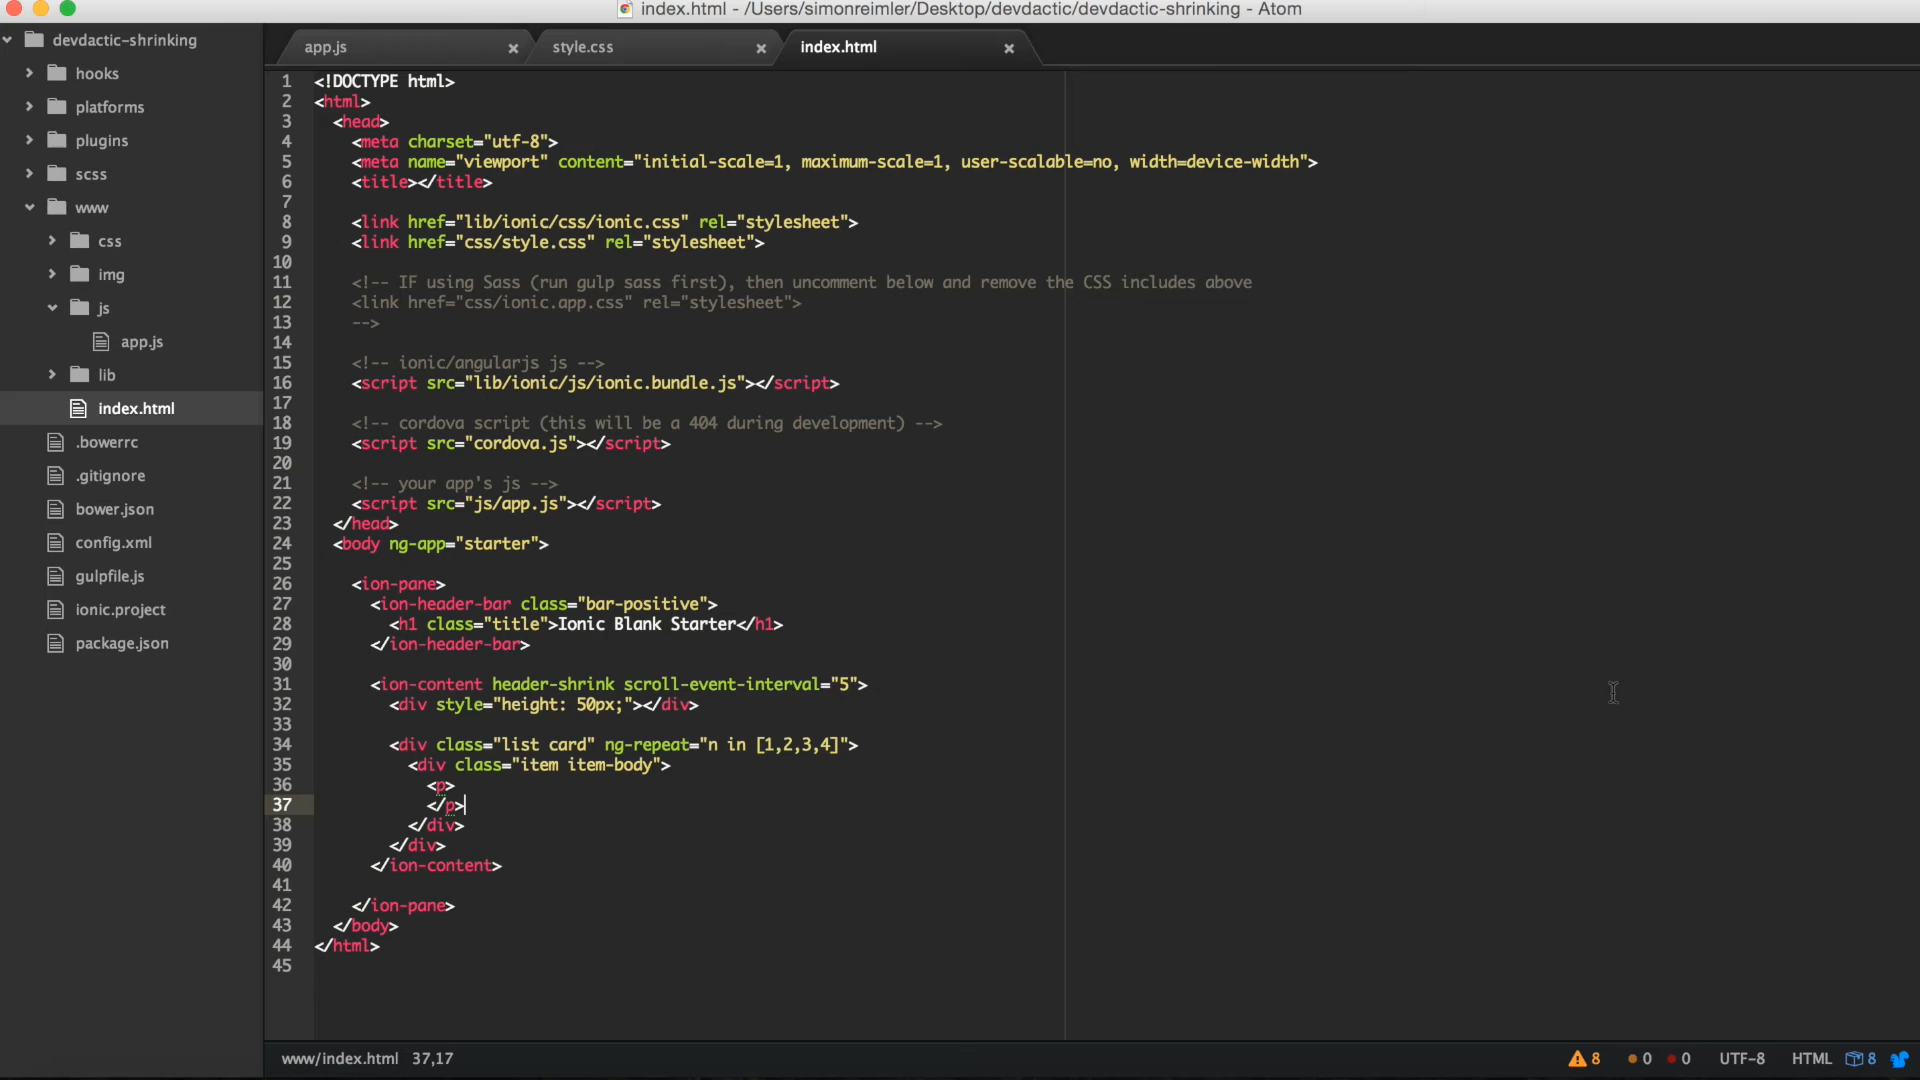 index.html - /Users/simonreimler/Desktop/devdactic/devdactic-shrinking - Atom
devdactic-shrinking
hooks
platforms
plugins
scss
www
css
img
js
app.js
lib
index.html
.bowerrc
.gitignore
bower.json
config.xml
gulpfile.js
ionic.project
package.json
app.js
style.css
index.html
1 <!DOCTYPE html>
2 <html>
3 <head>
4 <meta charset="utf-8">
5 <meta name="viewport" content="initial-scale=1, maximum-scale=1, user-scalable=no, width=device-width">
6 <title></title>
7
8 <link href="lib/ionic/css/ionic.css" rel="stylesheet">
9 <link href="css/style.css" rel="stylesheet">
10
11 <!-- IF using Sass (run gulp sass first), then uncomment below and remove the CSS includes above
12 <link href="css/ionic.app.css" rel="stylesheet">
13 -->
14
15 <!-- ionic/angularjs js -->
16 <script src="lib/ionic/js/ionic.bundle.js"></script>
17
18 <!-- cordova script (this will be a 404 during development) -->
19 <script src="cordova.js"></script>
20
21 <!-- your app's js -->
22 <script src="js/app.js"></script>
23 </head>
24 <body ng-app="starter">
25
26 <ion-pane>
27 <ion-header-bar class="bar-positive">
28 <h1 class="title">Ionic Blank Starter</h1>
29 </ion-header-bar>
30
31 <ion-content header-shrink scroll-event-interval="5">
32 <div style="height: 50px;"></div>
33
34 <div class="list card" ng-repeat="n in [1,2,3,4]">
35 <div class="item item-body">
36 <p>
37 </p>
38 </div>
39 </div>
40 </ion-content>
41
42 </ion-pane>
43 </body>
44 </html>
45
www/index.html 37,17
8 0 0 UTF-8 HTML 8